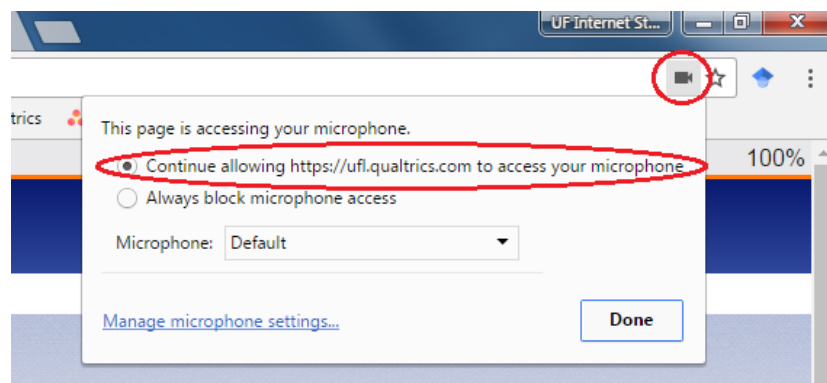 UF Internet St...
trics
This page is accessing your microphone.
Continue allowing https://ufl.qualtrics.com to access your microphone
100%
Always block microphone access
Microphone: Default
Manage microphone settings...
Done